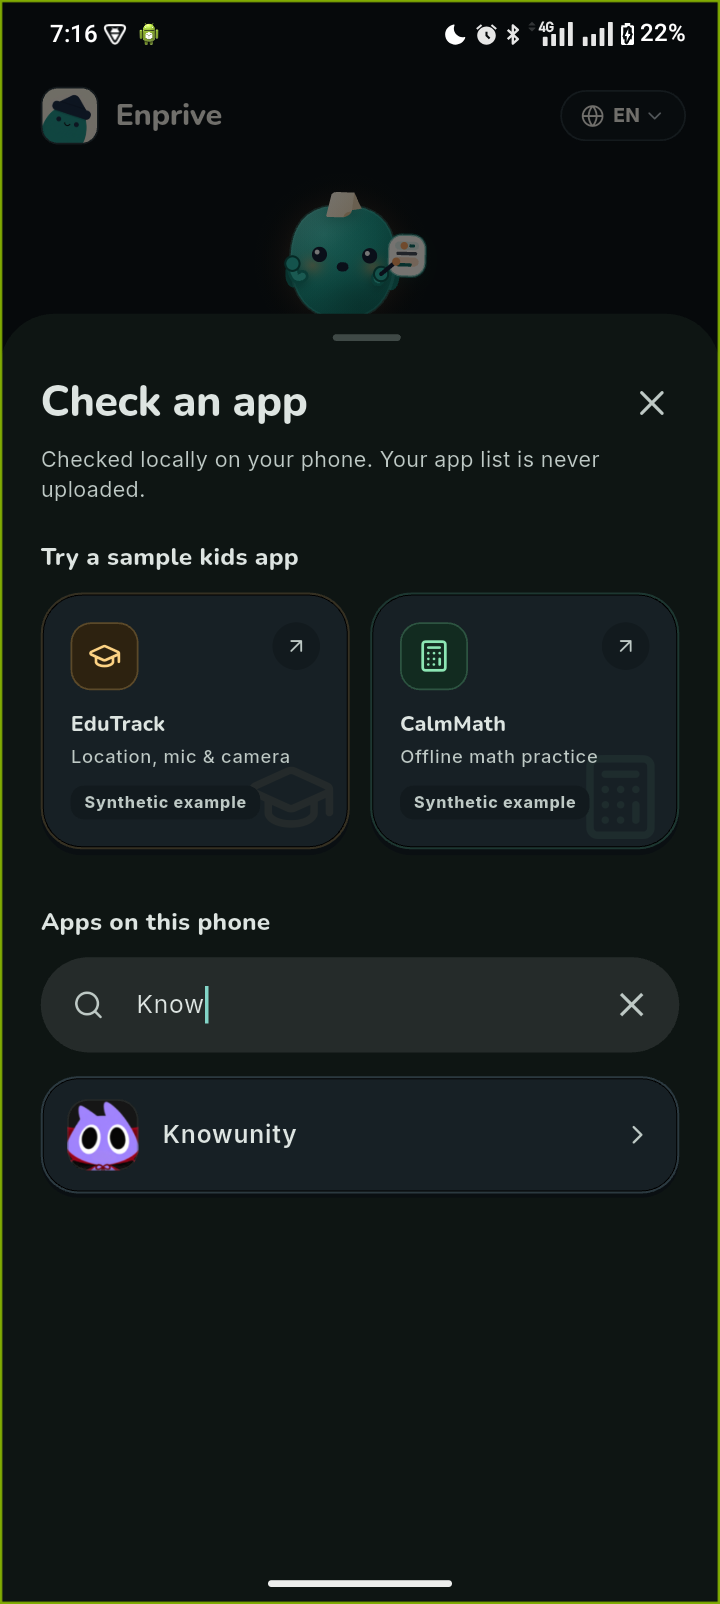 7:16 4G 22%
Enprive EN
Check an app
Checked locally on your phone. Your app list is never
uploaded.
Try a sample kids app
EduTrack
Location, mic & camera
Synthetic example
CalmMath
Offline math practice
Synthetic example
Apps on this phone
Know
Knowunity